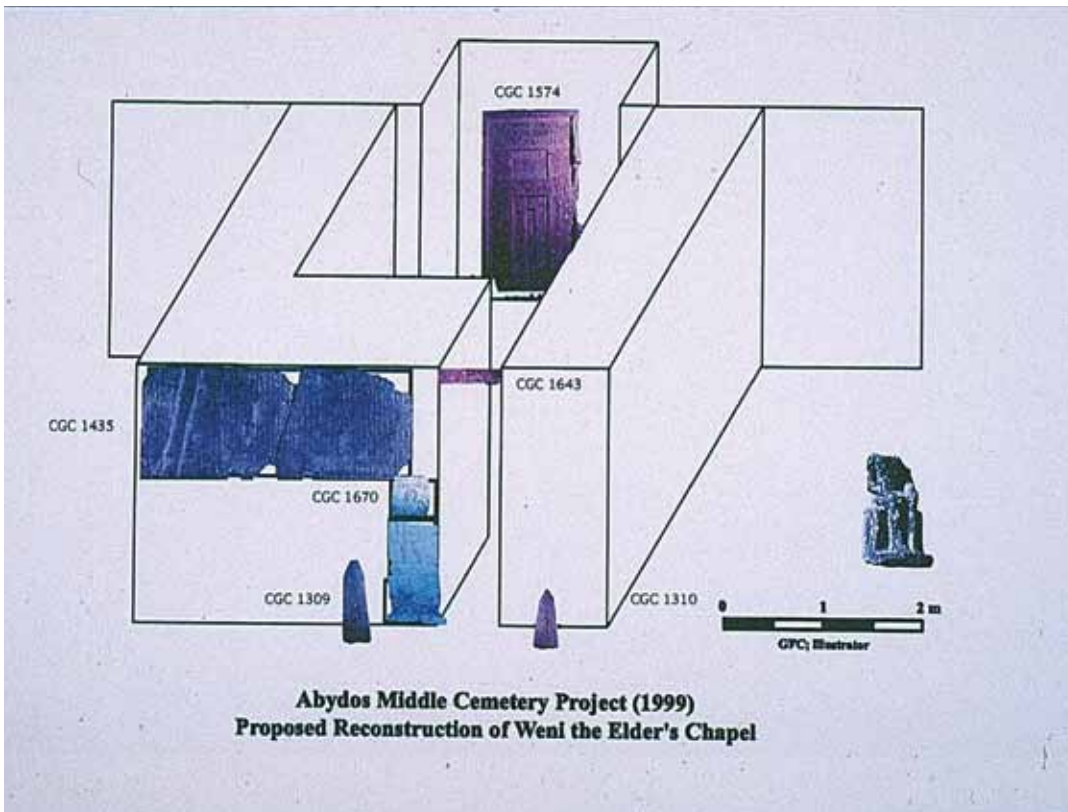 CGC 1574
CGC 1435
CGC 1643
CGC 1670
CGC 1309
CGC 1310
0 1 2 m
GFC; Illustrator
Abydos Middle Cemetery Project (1999)
Proposed Reconstruction of Weni the Elder's Chapel